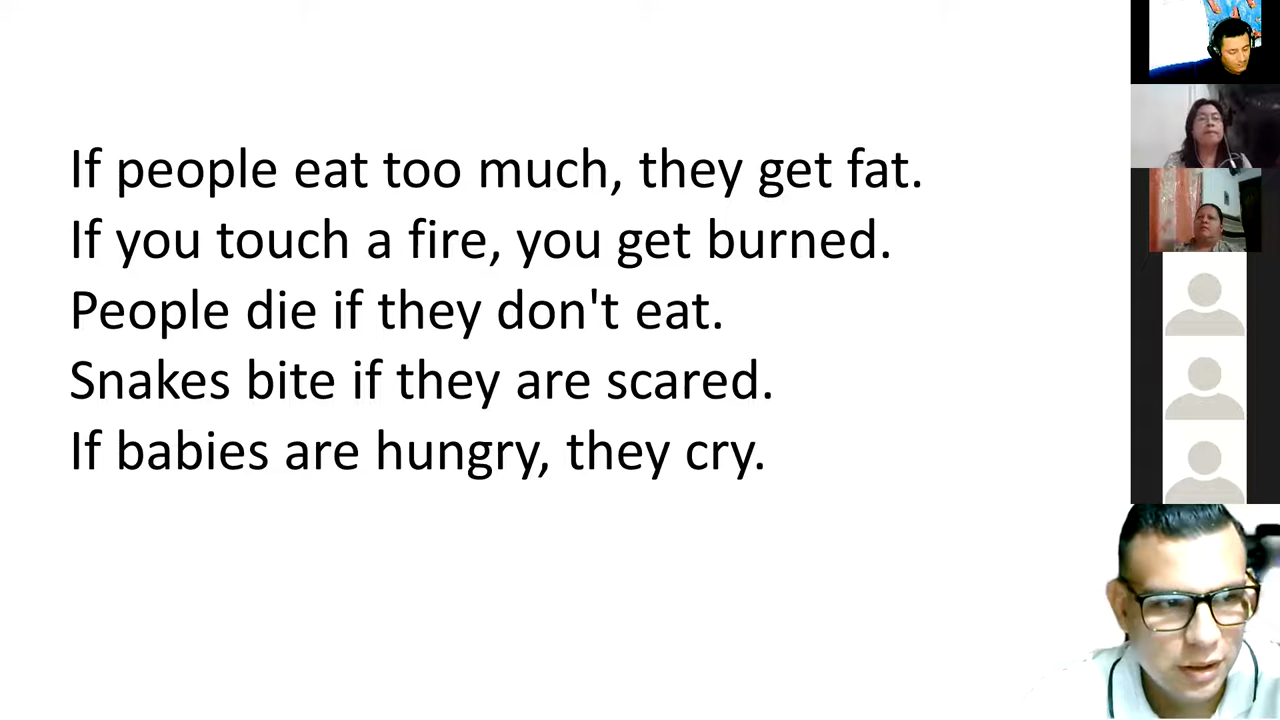 If people eat too much, they get fat.
If you touch a fire, you get burned.
People die if they don't eat.
Snakes bite if they are scared.
If babies are hungry, they cry.